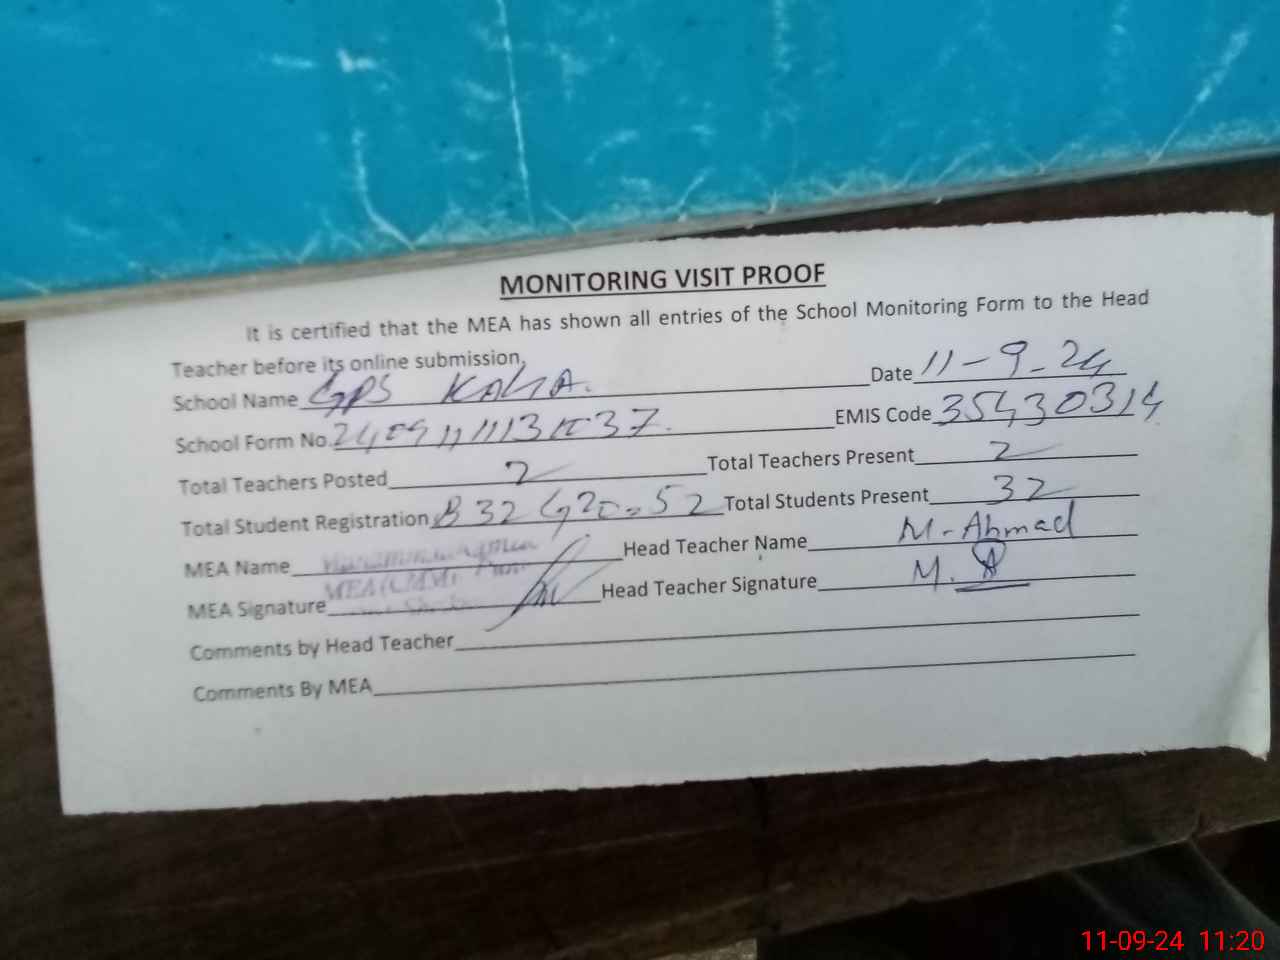 MONITORING VISIT PROOF
It is certified that the MEA has shown all entries of the School Monitoring Form to the Head
Teacher before its online submission.
School Name GPS Date 11-9-24
School Form No. EMIS Code 35430314
Total Teachers Posted 2 Total Teachers Present 2
Total Student Registration B 32 G 20 = 52 Total Students Present 32
MEA Name Head Teacher Name M-Ahmad
MEA Signature Head Teacher Signature M. A
Comments by Head Teacher
Comments By MEA
11-09-24 11:20